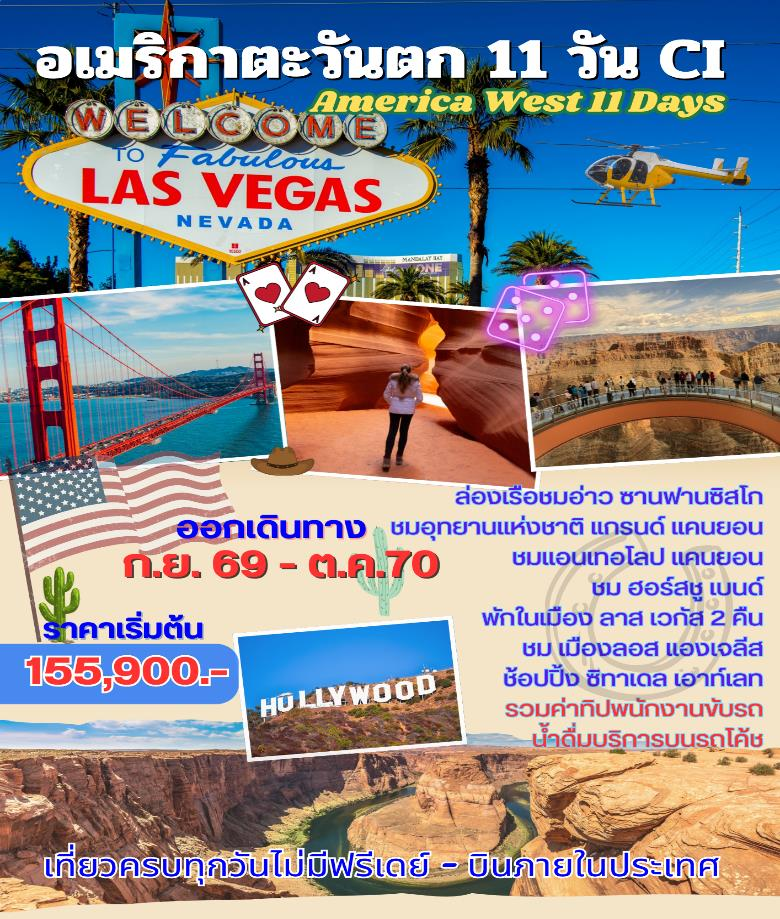 อเมริกาตะวันตก 11 วัน CI
America West 11 Days
WELCOME
TO Fabulous
LAS VEGAS
NEVADA
MANDALAY BAY
A
A
ล่องเรือชมอ่าว ซานฟานซิสโก
ออกเดินทาง
ชมอุทยานแห่งชาติ แกรนด์ แคนยอน
ก.ย. 69 - ต.ค.70
ชมแอนเทอโลป แคนยอน
ชม ฮอร์สชู เบนด์
ราคาเริ่มต้น
พักในเมือง ลาส เวกัส 2 คืน
155,900.-
ชม เมืองลอส แองเจลีส
ช้อปปิ้ง ซิทาเดล เอาท์เลท
HOLLYWOOD
รวมค่าทิปพนักงานขับรถ
น้ำดื่มบริการบนรถโค้ช
เที่ยวครบทุกวันไม่มีฟรีเดย์ - บินภายในประเทศ